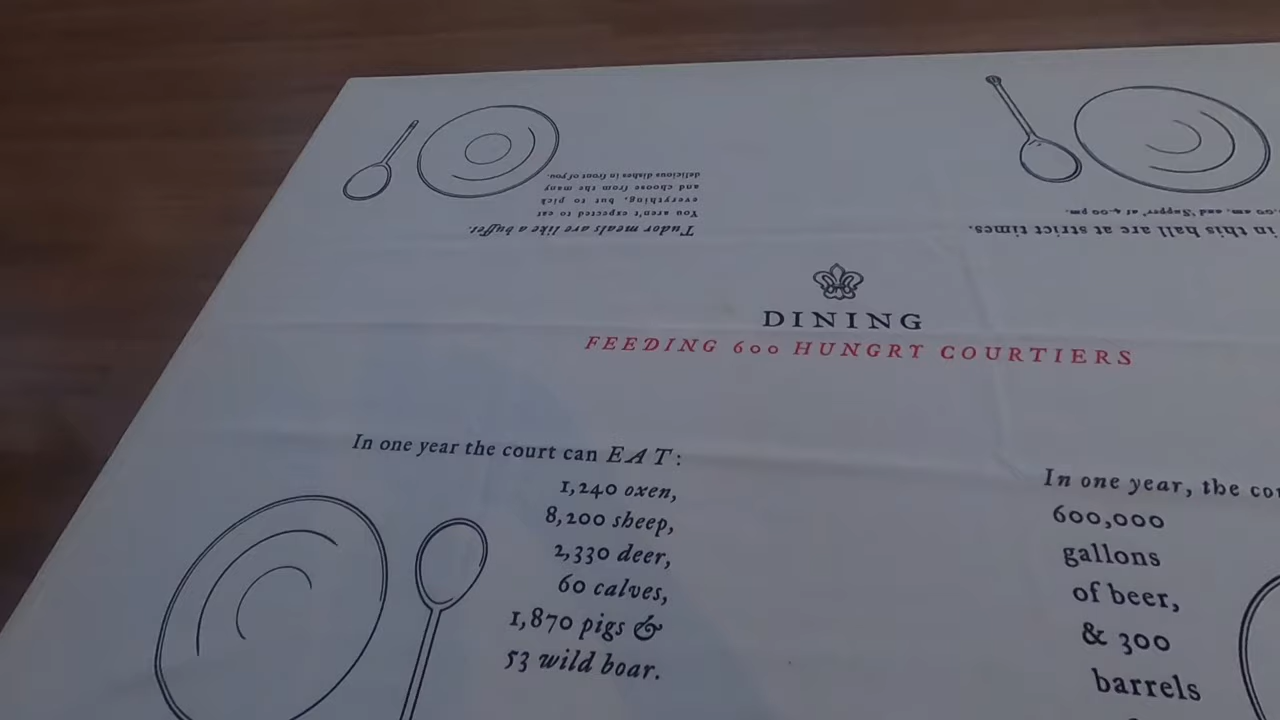 delicious dishes in front of you.
and choose from the many
everything, but to pick
You aren't expected to eat
Tudor meals are like a buffet.
am, and 'Supper' at 4.00 pm.
in this hall are at strict times.
DINING
FEEDING 600 HUNGRY COURTIERS
In one year the court can EAT:
1,240 oxen,
8,200 sheep,
2,330 deer,
60 calves,
1,870 pigs &
53 wild boar.
In one year, the
600,000
gallons
of beer,
& 300
barrels